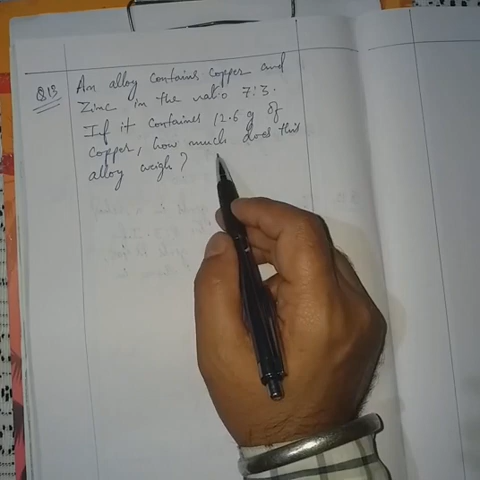 Q13 An alloy contains copper and
Zinc in the ratio 7:3.
If it contains 12.6 g of
copper, how much does this
alloy weigh?